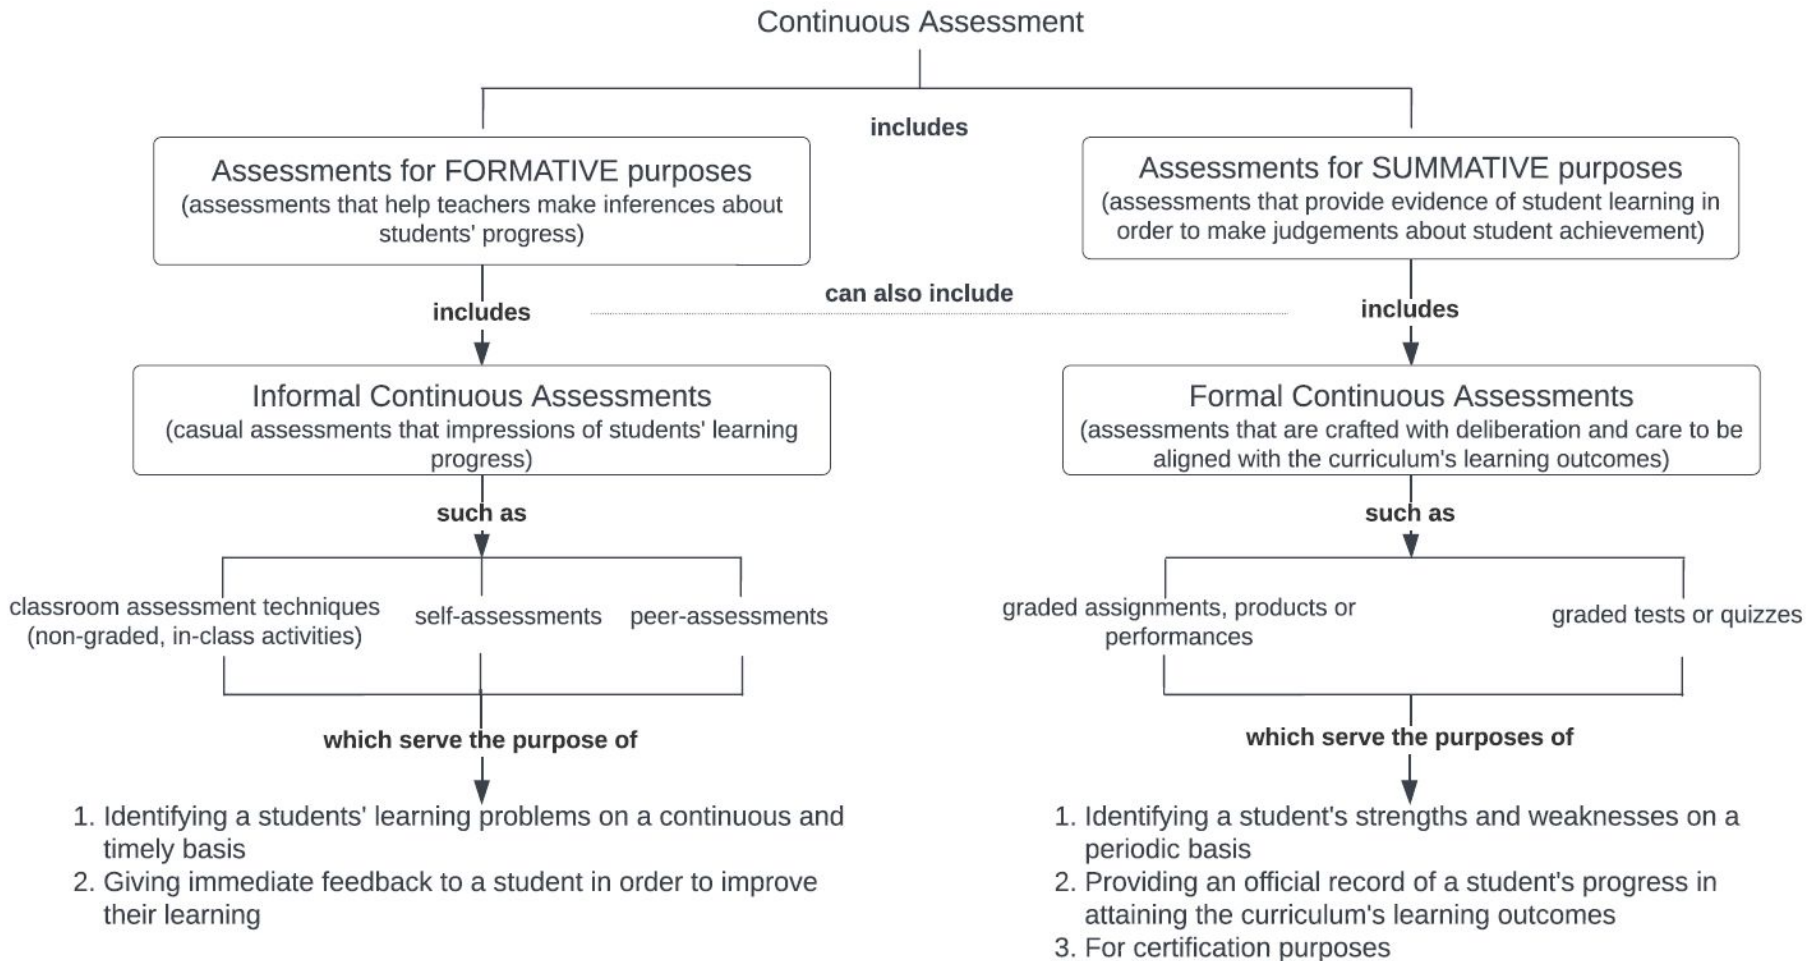 Continuous Assessment
includes
Assessments for FORMATIVE purposes
(assessments that help teachers make inferences about
students' progress)
Assessments for SUMMATIVE purposes
(assessments that provide evidence of student learning in
order to make judgements about student achievement)
includes
can also include
includes
Informal Continuous Assessments
(casual assessments that impressions of students' learning
progress)
Formal Continuous Assessments
(assessments that are crafted with deliberation and care to be
aligned with the curriculum's learning outcomes)
such as
such as
classroom assessment techniques
(non-graded, in-class activities)
self-assessments
peer-assessments
graded assignments, products or
performances
graded tests or quizzes
which serve the purpose of
which serve the purposes of
1. Identifying a students' learning problems on a continuous and
timely basis
2. Giving immediate feedback to a student in order to improve
their learning
1. Identifying a student's strengths and weaknesses on a
periodic basis
2. Providing an official record of a student's progress in
attaining the curriculum's learning outcomes
3. For certification purposes